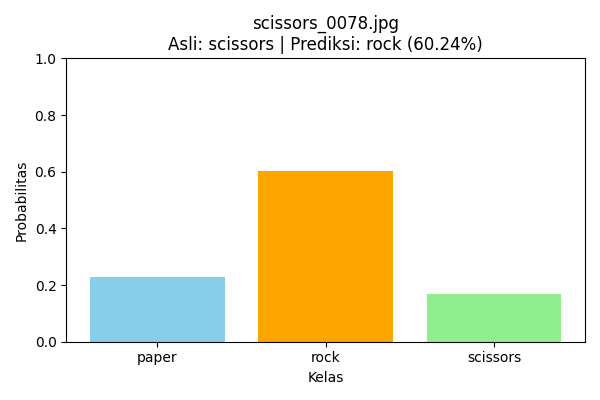 scissors_0078.jpg
Asli: scissors | Prediksi: rock (60.24%)
1.0
0.8
0.6
0.4
0.2
0.0
Probabilitas
paper rock scissors
Kelas